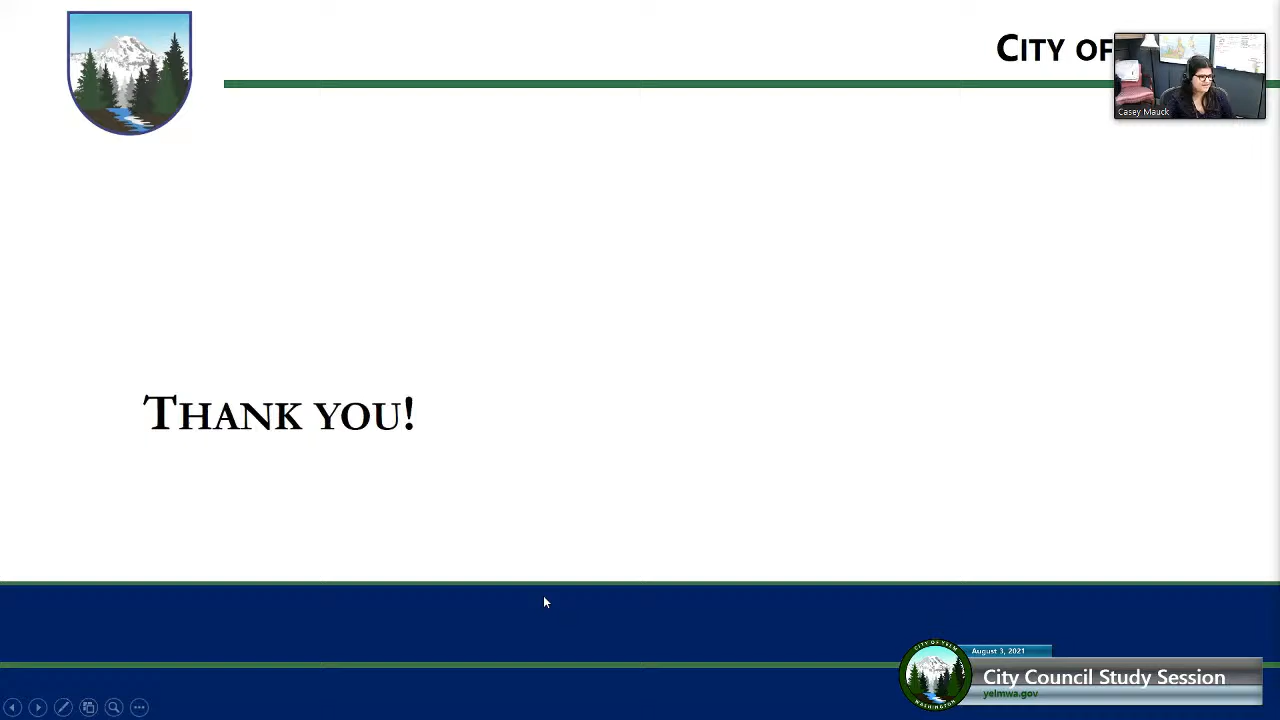 CITY OF
Casey Mauck
THANK YOU!
CITY OF YELM
WASHINGTON
August 3, 2021
City Council Study Session
yelmwa.gov